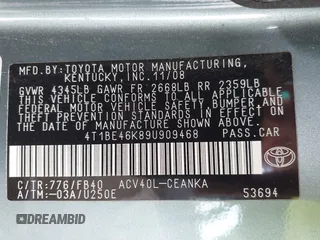 MFD.BY:TOYOTA MOTOR MANUFACTURING,
KENTUCKY,INC.11/08
GVWR 4345LB GAWR FR 2668LB RR 2359LB
THIS VEHICLE CONFORMS TO ALL APPLICABLE
FEDERAL MOTOR VEHICLE SAFETY, BUMPER, AND
THEFT PREVENTION STANDARDS IN EFFECT ON
THE DATE OF MANUFACTURE SHOWN ABOVE.
4T1BE46K89U909468 PASS.CAR
C/TR:776/FB40 ACV40L-CEANKA
A/TM:-03A/U250E 53694
TOYOTA
© DREAMBID